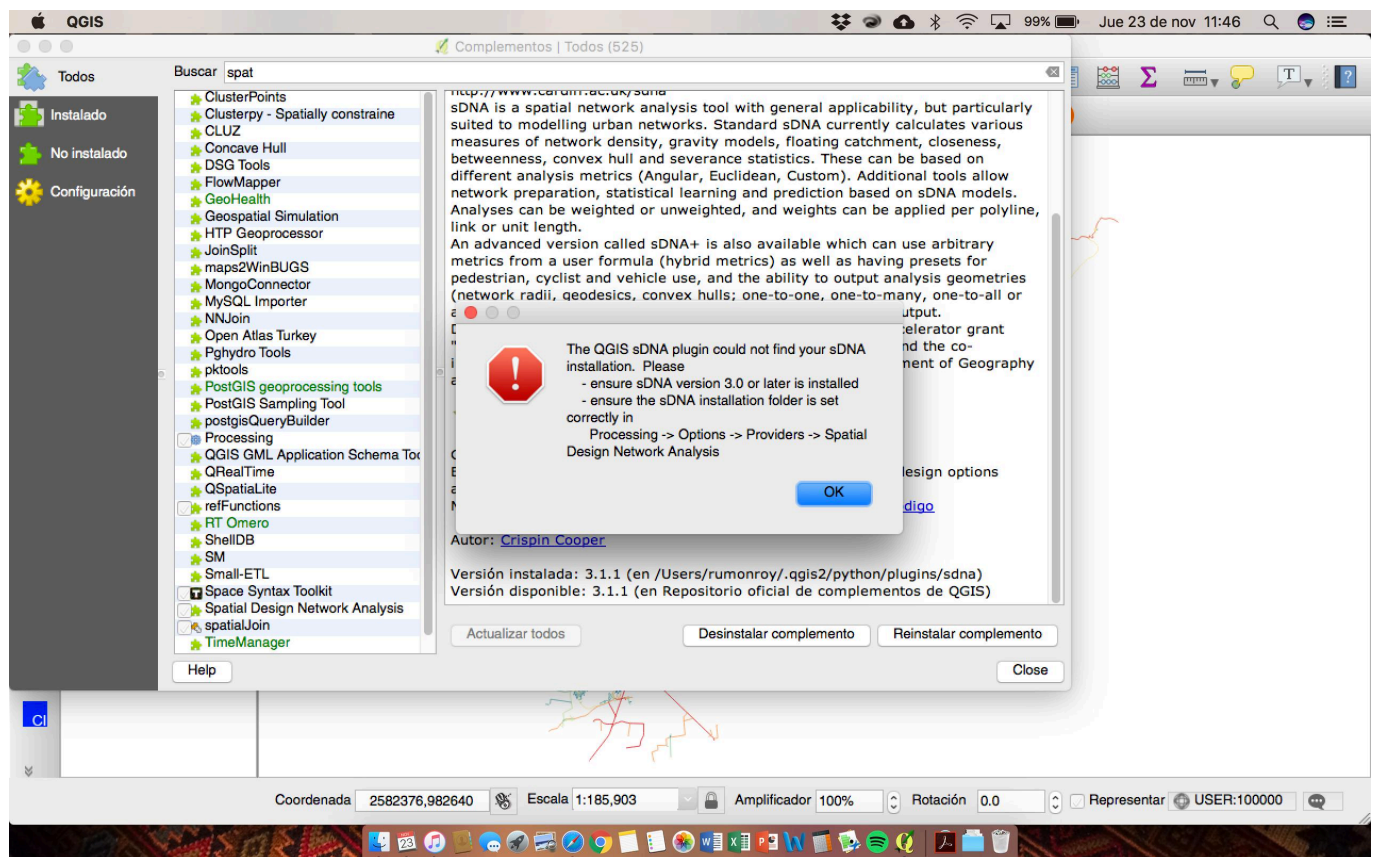 QGIS
99%
Jue 23 de nov 11:46
Complementos | Todos (525)
Todos
Instalado
No instalado
Configuración
Buscar spat
ClusterPoints
Clusterpy - Spatially constraine
CLUZ
Concave Hull
DSG Tools
FlowMapper
GeoHealth
Geospatial Simulation
HTP Geoprocessor
JoinSplit
maps2WinBUGS
MongoConnector
MySQL Importer
NNJoin
Open Atlas Turkey
Pghydro Tools
pktools
PostGIS geoprocessing tools
PostGIS Sampling Tool
postgisQueryBuilder
Processing
QGIS GML Application Schema Too
QRealTime
QSpatiaLite
refFunctions
RT Omero
ShellDB
SM
Small-ETL
Space Syntax Toolkit
Spatial Design Network Analysis
spatialJoin
TimeManager
http://www.cardiff.ac.uk/sdna
sDNA is a spatial network analysis tool with general applicability, but particularly
suited to modelling urban networks. Standard sDNA currently calculates various
measures of network density, gravity models, floating catchment, closeness,
betweenness, convex hull and severance statistics. These can be based on
different analysis metrics (Angular, Euclidean, Custom). Additional tools allow
network preparation, statistical learning and prediction based on sDNA models.
Analyses can be weighted or unweighted, and weights can be applied per polyline,
link or unit length.
An advanced version called sDNA+ is also available which can use arbitrary
metrics from a user formula (hybrid metrics) as well as having presets for
pedestrian, cyclist and vehicle use, and the ability to output analysis geometries
(network radii, geodesics, convex hulls; one-to-one, one-to-many, one-to-all or
utput.
celerator grant
nd the co-
ment of Geography
design options
digo
The QGIS sDNA plugin could not find your sDNA
installation. Please
- ensure sDNA version 3.0 or later is installed
- ensure the sDNA installation folder is set
correctly in
Processing -> Options -> Providers -> Spatial
Design Network Analysis
OK
Autor: Crispin Cooper
Versión instalada: 3.1.1 (en /Users/rumonroy/.qgis2/python/plugins/sdna)
Versión disponible: 3.1.1 (en Repositorio oficial de complementos de QGIS)
Actualizar todos
Desinstalar complemento
Reinstalar complemento
Help
Close
CI
Coordenada 2582376,982640 Escala 1:185,903 Amplificador 100% Rotación 0.0 Representar USER:100000
23